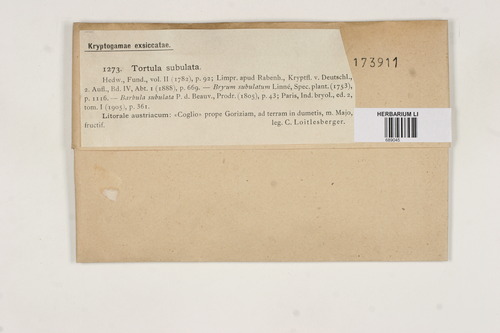 Kryptogamae exsiccatae.
1273. Tortula subulata.
Hedw., Fund., vol. II (1782), p. 92; Limpr. apud Rabenh., Kryptfl. v. Deutschl.,
2. Aufl., Bd. IV, Abt. 1 (1888), p. 669. — Bryum subulatum Linné, Spec. plant. (1753),
p. 1116. — Barbula subulata P. d. Beauv., Prodr. (1805), p. 43; Paris, Ind. bryol., ed. 2,
tom. I (1905), p. 361.
Litorale austriacum: «Coglio» prope Goriziam, ad terram in dumetis, m. Majo,
fructif. leg. C. Loitlesberger.
173911
HERBARIUM LI
989045